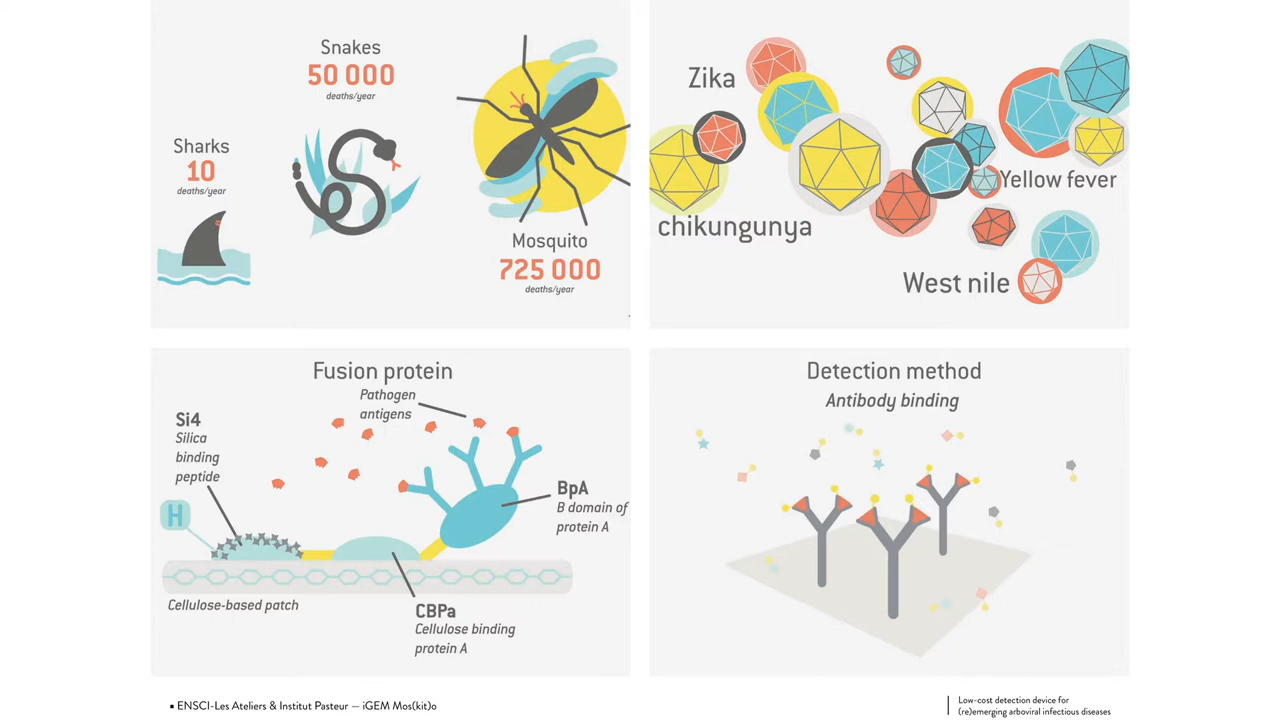 Snakes
50 000
deaths/year
Sharks
10
deaths/year
Mosquito
725 000
deaths/year
Zika
chikungunya
Yellow fever
West nile
Fusion protein
Pathogen
antigens
Si4
Silica
binding
peptide
H
BpA
B domain of
protein A
Cellulose-based patch
CBPa
Cellulose binding
protein A
Detection method
Antibody binding
▪ ENSCI-Les Ateliers & Institut Pasteur — iGEM Mos(kit)o
Low-cost detection device for
(re)emerging arboviral infectious diseases